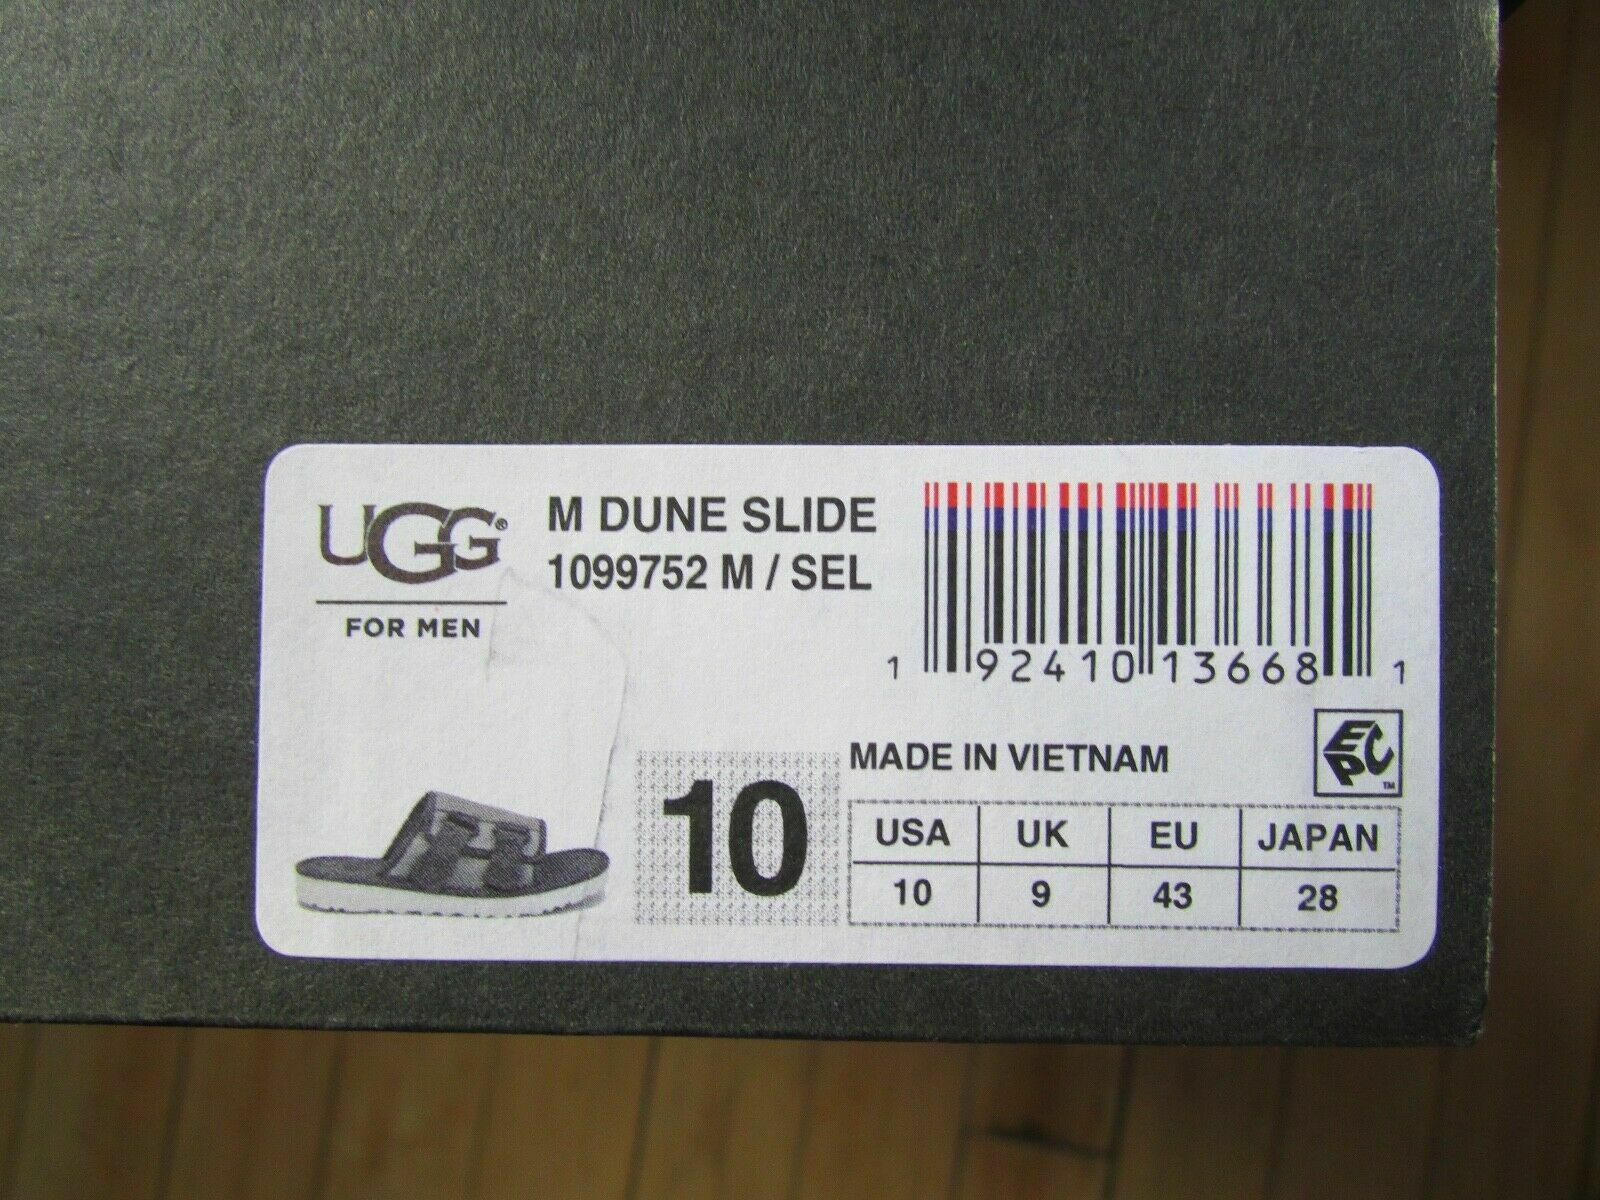 UGG®
FOR MEN
M DUNE SLIDE
1099752 M / SEL
1 92410 13668 1
10
MADE IN VIETNAM
EPC™
USA UK EU JAPAN
10 9 43 28